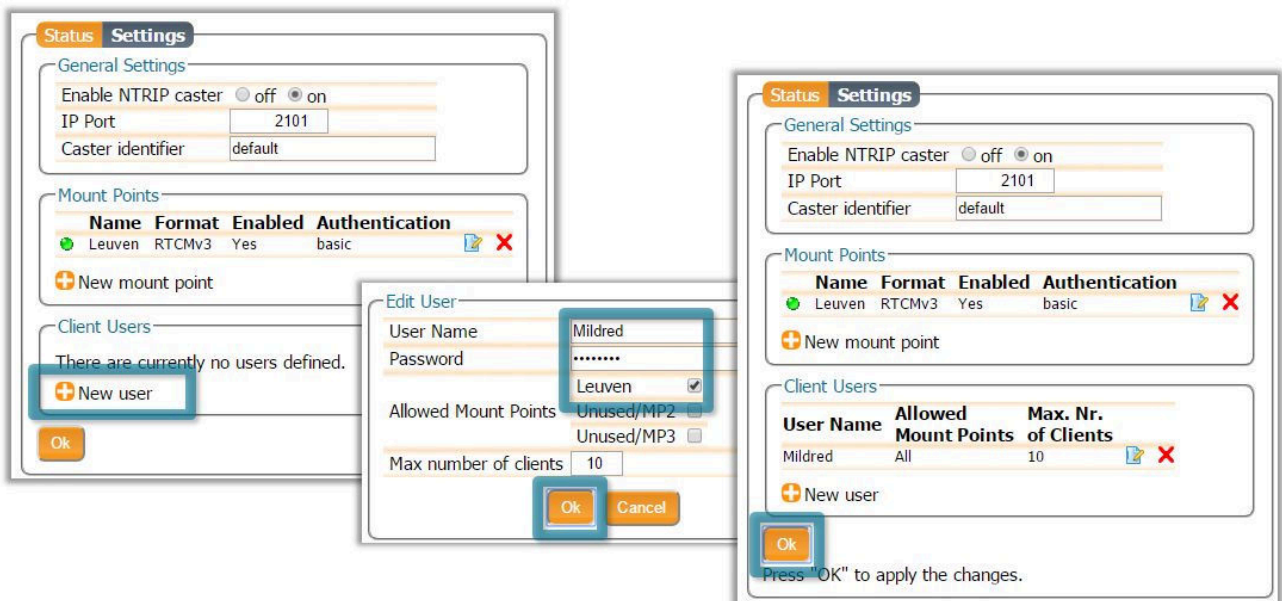 Status Settings
General Settings
Enable NTRIP caster off on
IP Port 2101
Caster identifier default
Mount Points
Name Format Enabled Authentication
Leuven RTCMv3 Yes basic
New mount point
Client Users
There are currently no users defined.
New user
Ok
Edit User
User Name Mildred
Password ••••••••
Leuven
Allowed Mount Points Unused/MP2
Unused/MP3
Max number of clients 10
Ok Cancel
Status Settings
General Settings
Enable NTRIP caster off on
IP Port 2101
Caster identifier default
Mount Points
Name Format Enabled Authentication
Leuven RTCMv3 Yes basic
New mount point
Client Users
User Name Allowed Mount Points Max. Nr. of Clients
Mildred All 10
New user
Ok
Press "OK" to apply the changes.